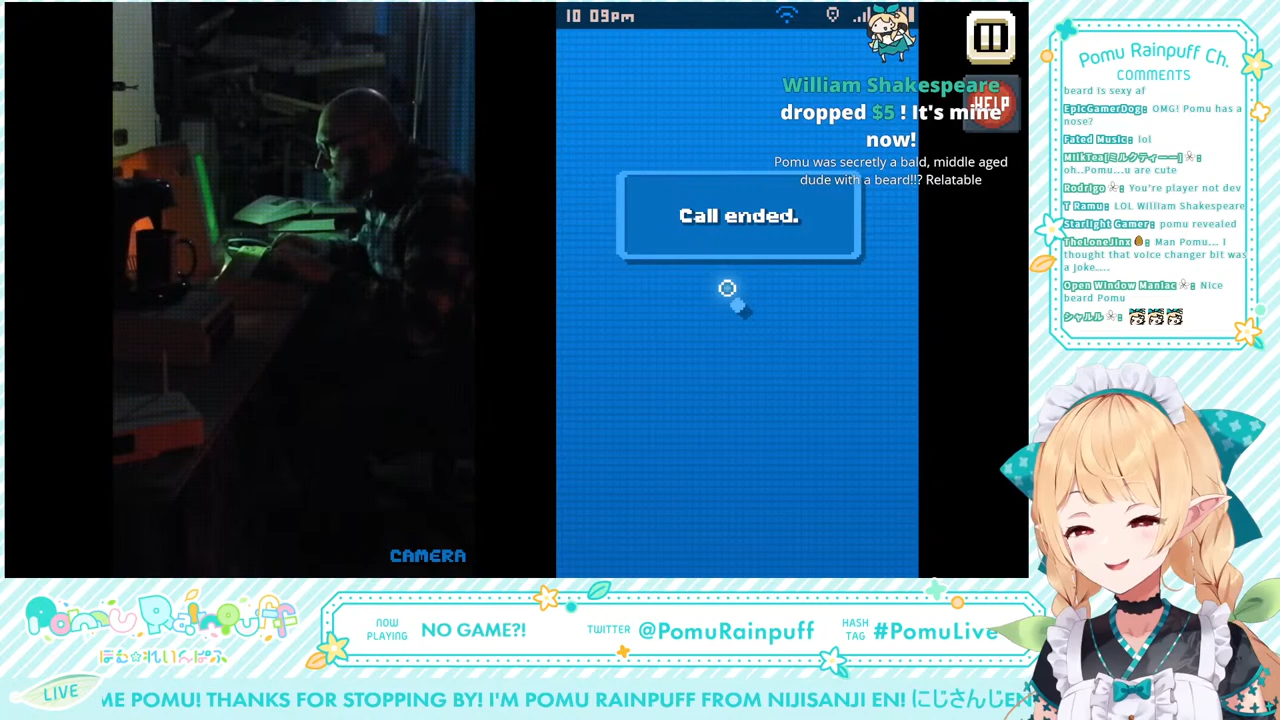 10 09pm
HELP
William Shakespeare
dropped $5 ! It's mine
now!
Pomu was secretly a bald, middle aged
dude with a beard!!? Relatable
Call ended.
CAMERA
Pomu Rainpuff Ch.
COMMENTS
beard is sexy af
EpicGamerDog: OMG! Pomu has a
nose?
Fated Music: lol
MilkTea[ミルクティーー]:
oh..Pomu...u are cute
Rodrigo: You're player not dev
T Ramu: LOL William Shakespeare
Starlight Gamer: pomu revealed
TheLoneJinx: Man Pomu... I
thought that voice changer bit was
a joke....
Open Window Maniac: Nice
beard Pomu
シャルル:
Pomu Rainpuff
ぽむ☆れいんぱふ
NOW
PLAYING
NO GAME?!
TWITTER @PomuRainpuff
HASH
TAG
#PomuLive
LIVE
ME POMU! THANKS FOR STOPPING BY! I'M POMU RAINPUFF FROM NIJISANJI EN! (にじさんじEN